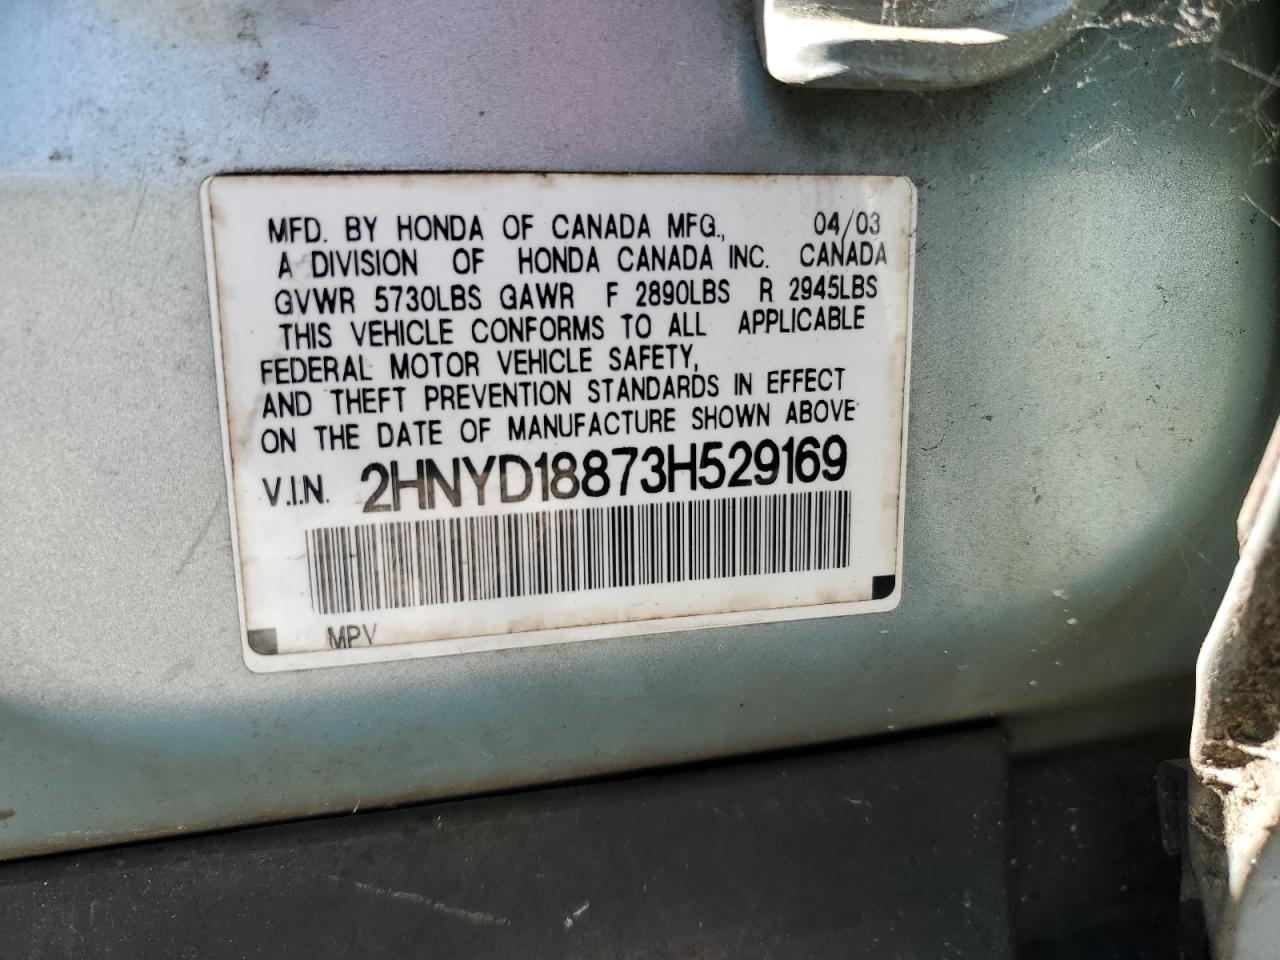 MFD. BY HONDA OF CANADA MFG., 04/03
A DIVISION OF HONDA CANADA INC. CANADA
GVWR 5730LBS GAWR F 2890LBS R 2945LBS
THIS VEHICLE CONFORMS TO ALL APPLICABLE
FEDERAL MOTOR VEHICLE SAFETY,
AND THEFT PREVENTION STANDARDS IN EFFECT
ON THE DATE OF MANUFACTURE SHOWN ABOVE
V.I.N. 2HNYD18873H529169
MPV